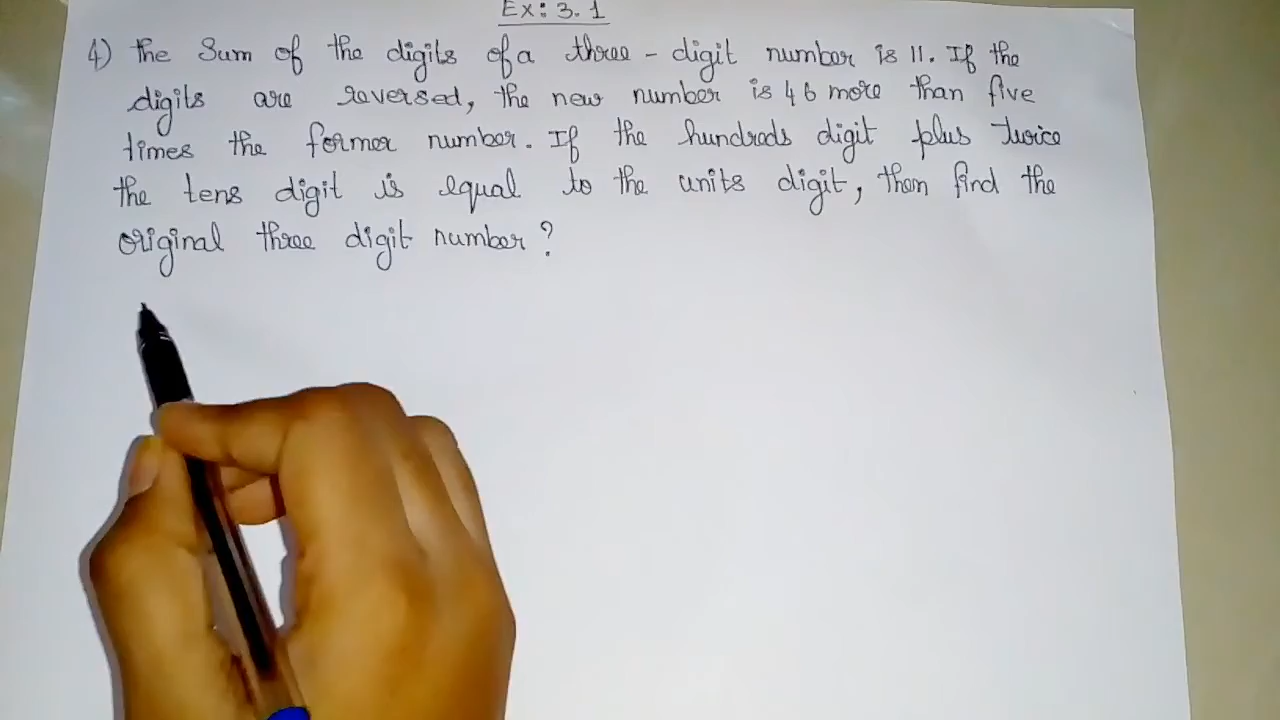 Ex: 3.1
4) The Sum of the digits of a three - digit number is 11. If the
digits are reversed, the new number is 46 more than five
times the former number. If the hundreds digit plus twice
the tens digit is equal to the units digit, then find the
original three digit number?